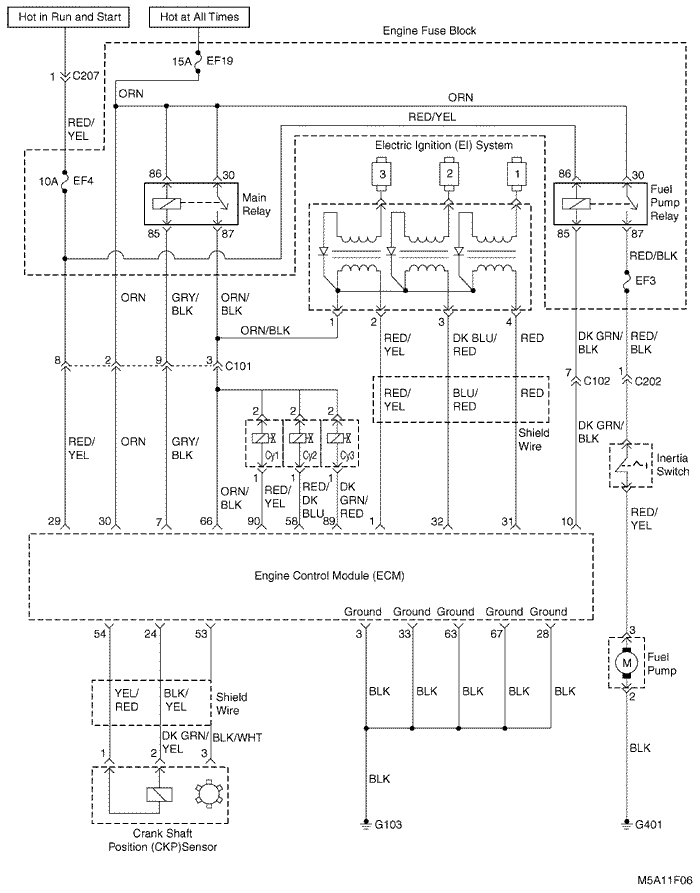 Hot in Run and Start
Hot at All Times
Engine Fuse Block
15A EF19
1 C207
ORN
ORN
RED/YEL
RED/
YEL
Electric Ignition (EI) System
10A EF4
86 30
3 2 1
86 30
Main
Relay
Fuel
Pump
Relay
85 87
85 87
RED/BLK
EF3
ORN
GRY/
BLK
ORN/
BLK
1 2 3 4
ORN/BLK
RED/
YEL
DK BLU/
RED
RED
DK GRN/
BLK
RED/
BLK
8 2 9 3 C101
7 C102 1 C202
RED/
YEL
BLU/
RED
RED
2 2 2
Shield
Wire
DK GRN/
BLK
RED/
YEL
ORN
GRY/
BLK
Cy1 Cy2 Cy3
Inertia
Switch
1 1 1
ORN/
BLK
RED/
YEL
RED/
DK
BLU
DK
GRN/
RED
RED/
YEL
29 30 7 66 90 58 89 1 32 31 10
Engine Control Module (ECM)
Ground Ground Ground Ground Ground
54 24 53 3 33 63 67 28
3
M
Fuel
Pump
2
YEL/
RED
BLK/
YEL
Shield
Wire
BLK BLK BLK BLK BLK
DK GRN/
YEL
BLK/WHT
1 2 3
BLK
BLK
G103
G401
Crank Shaft
Position (CKP)Sensor
M5A11F06